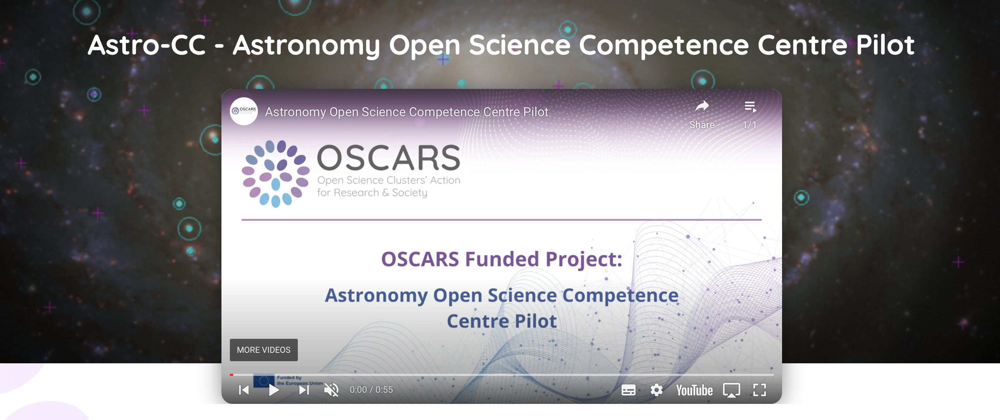 Astro-CC - Astronomy Open Science Competence Centre Pilot
OSCARS
Astronomy Open Science Competence Centre Pilot
Share
1/1
OSCARS
Open Science Clusters' Action
for Research & Society
OSCARS Funded Project:
Astronomy Open Science Competence
Centre Pilot
MORE VIDEOS
Funded by
the European Union
0:00 / 0:55
YouTube